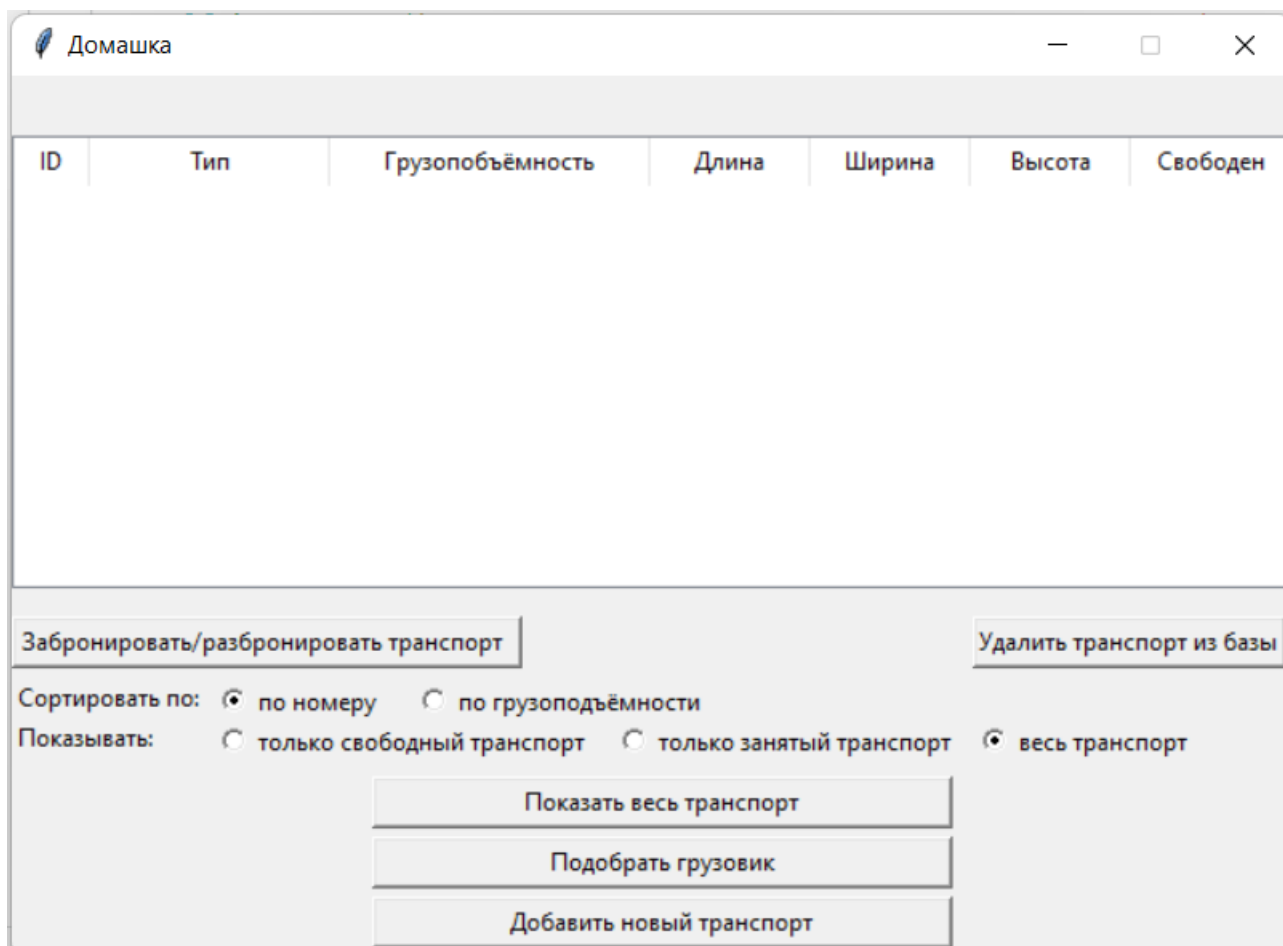 Домашка
ID Тип Грузопобъёмность Длина Ширина Высота Свободен
Забронировать/разбронировать транспорт Удалить транспорт из базы
Сортировать по: по номеру по грузоподъёмности
Показывать: только свободный транспорт только занятый транспорт весь транспорт
Показать весь транспорт
Подобрать грузовик
Добавить новый транспорт